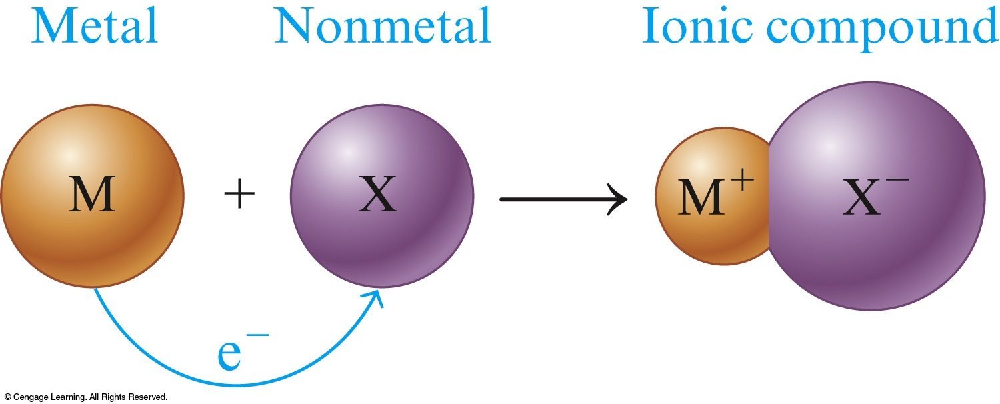 Metal Nonmetal Ionic compound
M + X → M⁺ X⁻
e⁻
© Cengage Learning. All Rights Reserved.